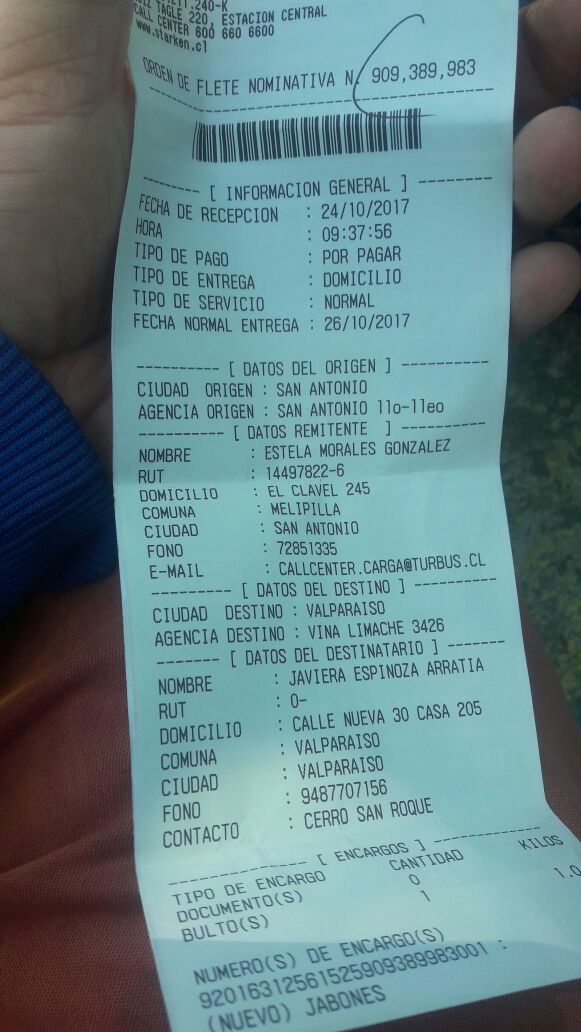 240-K
TAGLE 220, ESTACION CENTRAL
CALL CENTER 600 660 6600
www.starken.cl
ORDEN DE FLETE NOMINATIVA N. 909,389,983
-------- [ INFORMACION GENERAL ] ---------
FECHA DE RECEPCION : 24/10/2017
HORA : 09:37:56
TIPO DE PAGO : POR PAGAR
TIPO DE ENTREGA : DOMICILIO
TIPO DE SERVICIO : NORMAL
FECHA NORMAL ENTREGA : 26/10/2017
---------- [ DATOS DEL ORIGEN ] ----------
CIUDAD ORIGEN : SAN ANTONIO
AGENCIA ORIGEN : SAN ANTONIO llo-lleo
---------- [ DATOS REMITENTE ] ----------
NOMBRE : ESTELA MORALES GONZALEZ
RUT : 14497822-6
DOMICILIO : EL CLAVEL 245
COMUNA : MELIPILLA
CIUDAD : SAN ANTONIO
FONO : 72851335
E-MAIL : CALLCENTER.CARGA@TURBUS.CL
--------- [ DATOS DEL DESTINO ] ---------
CIUDAD DESTINO : VALPARAISO
AGENCIA DESTINO : VINA LIMACHE 3426
------- [ DATOS DEL DESTINATARIO ] -------
NOMBRE : JAVIERA ESPINOZA ARRATIA
RUT : 0-
DOMICILIO : CALLE NUEVA 30 CASA 205
COMUNA : VALPARAISO
CIUDAD : VALPARAISO
FONO : 9487707156
CONTACTO : CERRO SAN ROQUE
---------------- [ ENCARGOS ] -------------
TIPO DE ENCARGO CANTIDAD KILOS
DOCUMENTO(S) 0
BULTO(S) 1 1.0
NUMERO(S) DE ENCARGO(S)
92016312561525909389983001 :
(NUEVO) JABONES